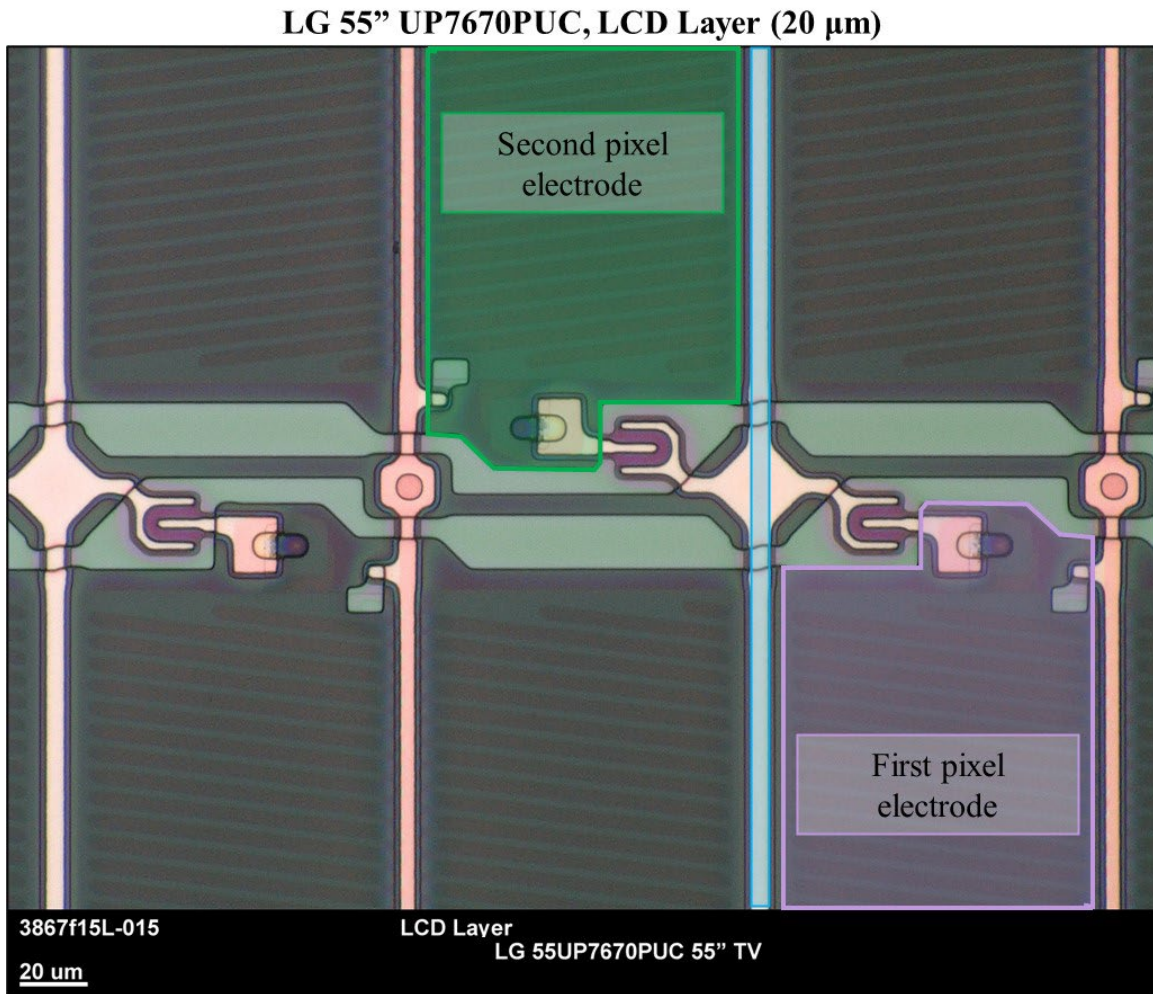 LG 55” UP7670PUC, LCD Layer (20 μm)
Second pixel
electrode
First pixel
electrode
3867f15L-015
LCD Layer
LG 55UP7670PUC 55” TV
20 um